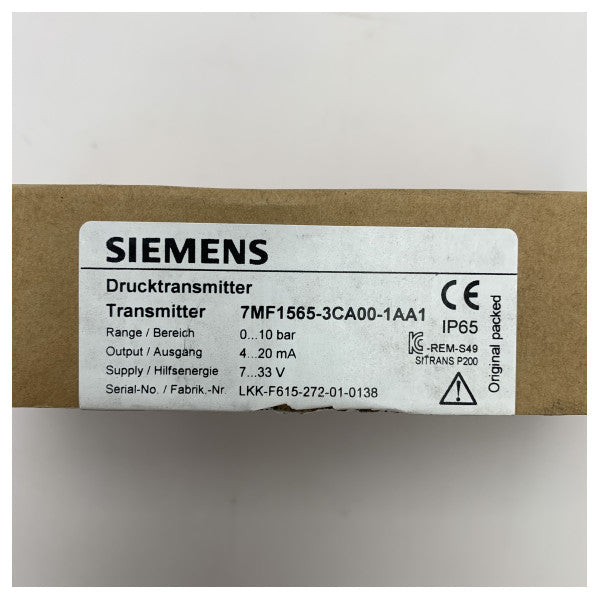 SIEMENS
Drucktransmitter
Transmitter 7MF1565-3CA00-1AA1
Range / Bereich 0...10 bar
Output / Ausgang 4...20 mA
Supply / Hilfsenergie 7...33 V
Serial-No. / Fabrik.-Nr. LKK-F615-272-01-0138
CE
IP65
-REM-S49
SITRANS P200
Original packed